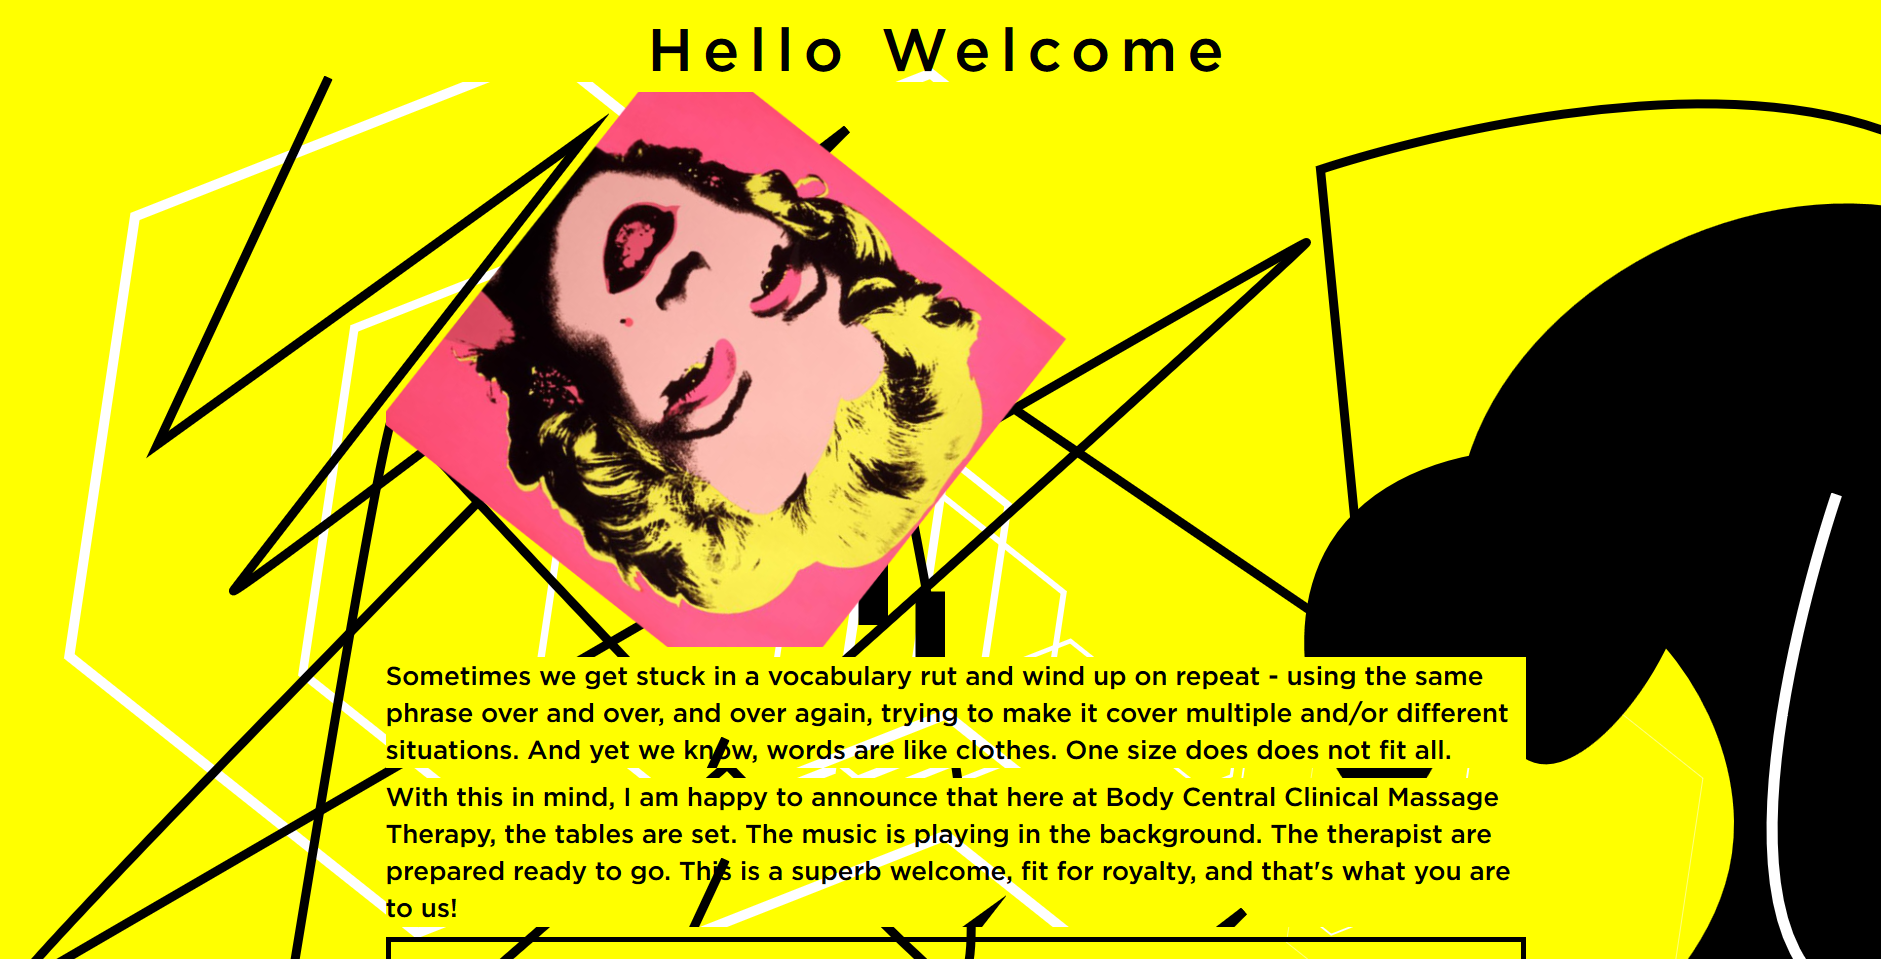 Hello Welcome
Sometimes we get stuck in a vocabulary rut and wind up on repeat - using the same
phrase over and over, and over again, trying to make it cover multiple and/or different
situations. And yet we know, words are like clothes. One size does does not fit all.
With this in mind, I am happy to announce that here at Body Central Clinical Massage
Therapy, the tables are set. The music is playing in the background. The therapist are
prepared ready to go. This is a superb welcome, fit for royalty, and that's what you are
to us!